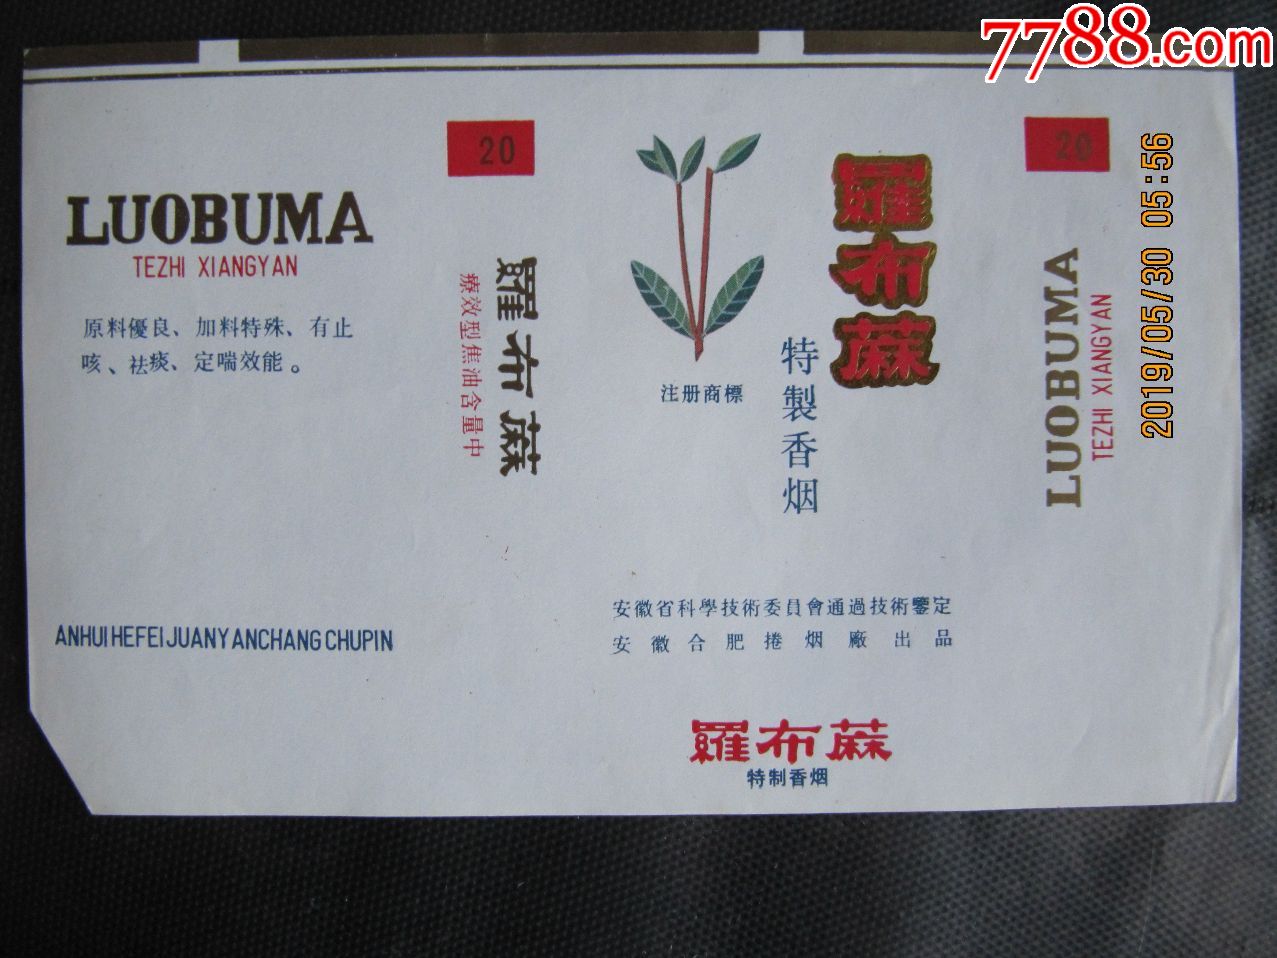 7788.com
LUOBUMA
TEZHI XIANGYAN
原料優良、加料特殊、有止
咳、祛痰、定喘效能。
ANHUI HEFEI JUANYANCHANG CHUPIN
20
羅布蔴
療效型焦油含量中
注册商標
羅布蔴
特製香烟
安徽省科學技術委員會通過技術鑒定
安徽合肥捲烟廠出品
羅布蔴
特制香烟
20
LUOBUMA
TEZHI XIANGYAN
2019/05/30 05:56